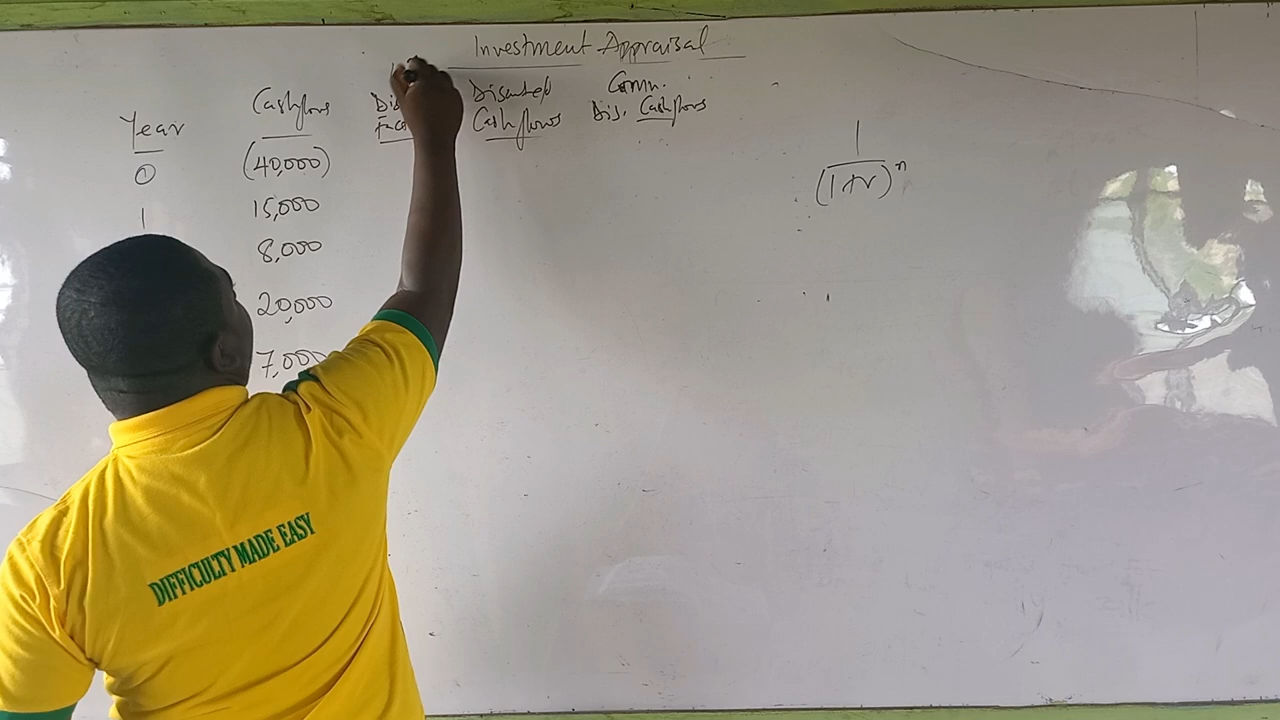 Investment Appraisal
Year Cashflows Dis Discounted Comm.
Fac Cashflows Dis. Cashflows
0 (40,000)
1 15,000
8,000
20,000
7,000
1
(1+r)^n
DIFFICULTY MADE EASY